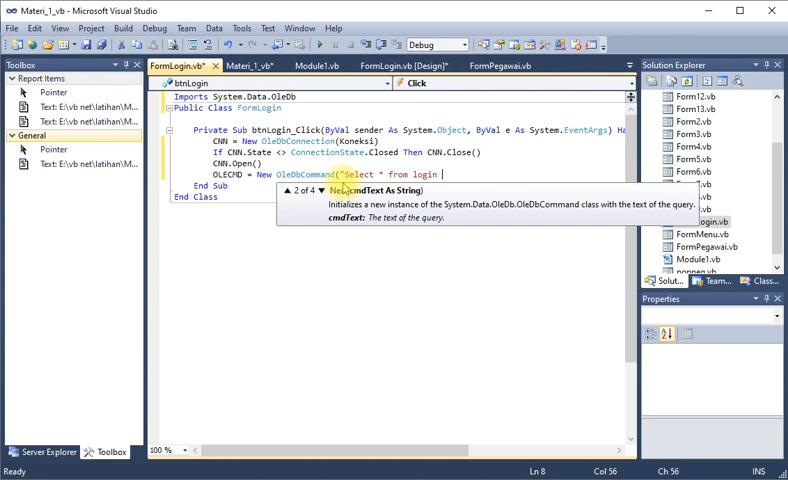 Materi_1_vb - Microsoft Visual Studio
File Edit View Project Build Debug Team Data Tools Test Window Help
Debug
Toolbox
Report Items
Pointer
Text: E:\vb net\latihan\M...
Text: E:\vb net\latihan\M...
General
Pointer
Text: E:\vb net\latihan\M...
Server Explorer Toolbox
FormLogin.vb* Materi_1_vb* Module1.vb FormLogin.vb [Design]* FormPegawai.vb
btnLogin Click
Imports System.Data.OleDb
Public Class FormLogin
Private Sub btnLogin_Click(ByVal sender As System.Object, ByVal e As System.EventArgs) Ha
CNN = New OleDbConnection(Koneksi)
If CNN.State <> ConnectionState.Closed Then CNN.Close()
CNN.Open()
OLECMD = New OleDbCommand("Select * from login
End Sub
End Class
2 of 4 New (cmdText As String)
Initializes a new instance of the System.Data.OleDb.OleDbCommand class with the text of the query.
cmdText: The text of the query.
100 %
Solution Explorer
Form12.vb
Form13.vb
Form2.vb
Form3.vb
Form4.vb
Form5.vb
Form6.vb
FormMenu.vb
FormPegawai.vb
Module1.vb
Solut... Team... Class...
Properties
Ready Ln 8 Col 56 Ch 56 INS